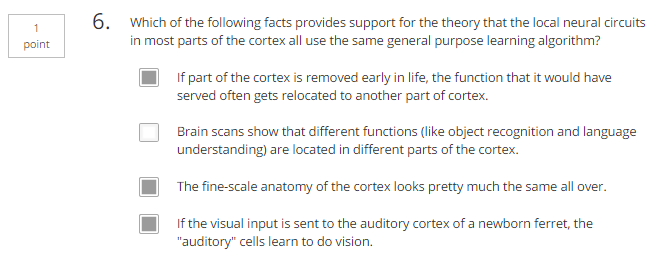 1
point
6.
Which of the following facts provides support for the theory that the local neural circuits
in most parts of the cortex all use the same general purpose learning algorithm?
If part of the cortex is removed early in life, the function that it would have
served often gets relocated to another part of cortex.
Brain scans show that different functions (like object recognition and language
understanding) are located in different parts of the cortex.
The fine-scale anatomy of the cortex looks pretty much the same all over.
If the visual input is sent to the auditory cortex of a newborn ferret, the
"auditory" cells learn to do vision.